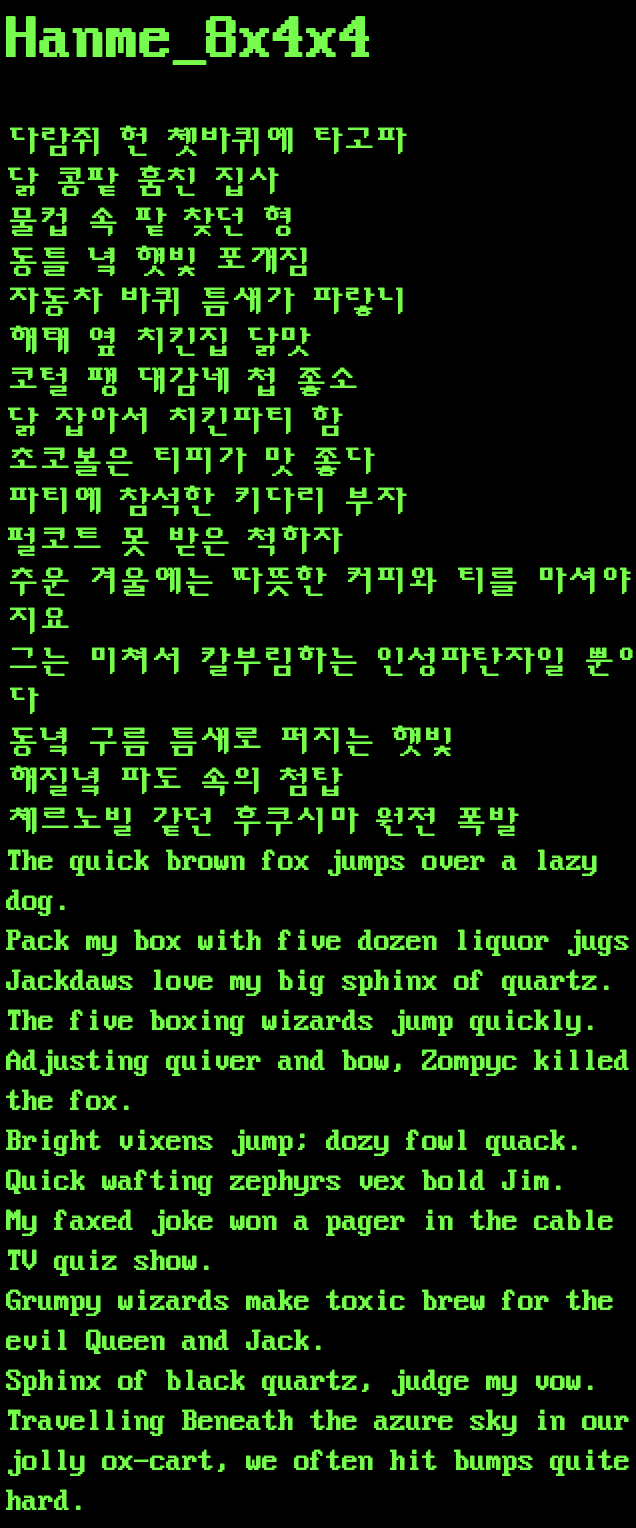 Hanme_8x4x4
다람쥐 헌 쳇바퀴에 타고파
닭 콩팥 훔친 집사
물컵 속 팥 찾던 형
동틀 녘 햇빛 포개짐
자동차 바퀴 틈새가 파랗니
해태 옆 치킨집 닭맛
코털 팽 대감네 첩 좋소
닭 잡아서 치킨파티 함
초코볼은 티피가 맛 좋다
파티에 참석한 키다리 부자
펄코트 못 받은 척하자
추운 겨울에는 따뜻한 커피와 티를 마셔야
지요
그는 미쳐서 칼부림하는 인성파탄자일 뿐이
다
동녘 구름 틈새로 퍼지는 햇빛
해질녘 파도 속의 첨탑
체르노빌 같던 후쿠시마 원전 폭발
The quick brown fox jumps over a lazy
dog.
Pack my box with five dozen liquor jugs
Jackdaws love my big sphinx of quartz.
The five boxing wizards jump quickly.
Adjusting quiver and bow, Zompyc killed
the fox.
Bright vixens jump; dozy fowl quack.
Quick wafting zephyrs vex bold Jim.
My faxed joke won a pager in the cable
TV quiz show.
Grumpy wizards make toxic brew for the
evil Queen and Jack.
Sphinx of black quartz, judge my vow.
Travelling Beneath the azure sky in our
jolly ox-cart, we often hit bumps quite
hard.